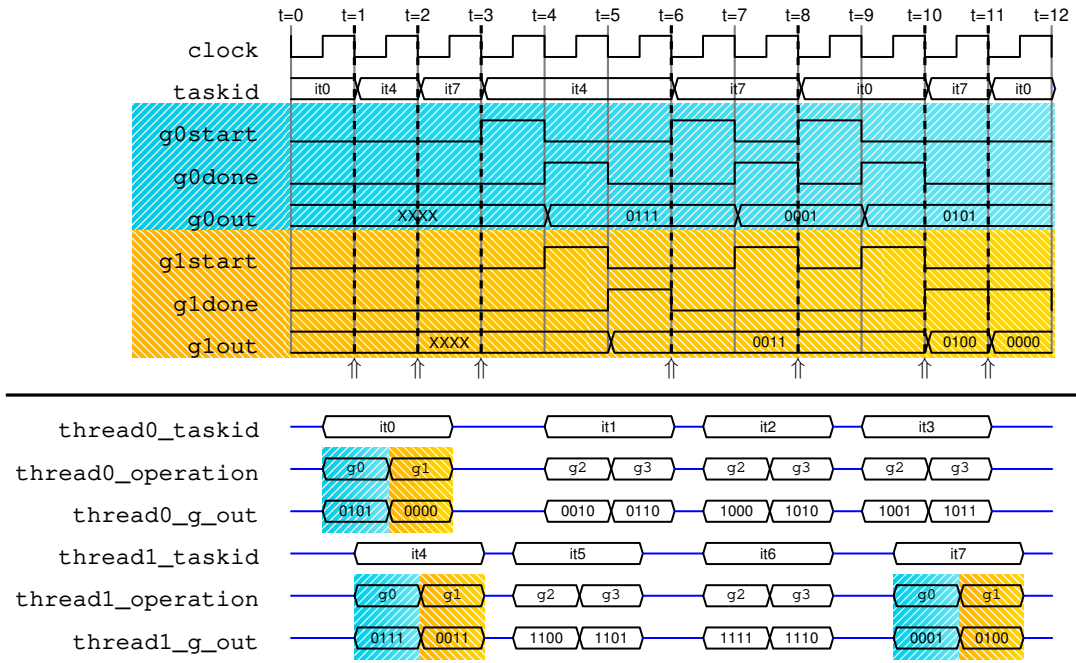 t=0 t=1 t=2 t=3 t=4 t=5 t=6 t=7 t=8 t=9 t=10 t=11 t=12
clock
taskid it0 it4 it7 it4 it7 it0 it7 it0
g0start
g0done
g0out XXXX 0111 0001 0101
g1start
g1done
g1out XXXX 0011 0100 0000
⇑ ⇑ ⇑ ⇑ ⇑ ⇑ ⇑
thread0_taskid it0 it1 it2 it3
thread0_operation g0 g1 g2 g3 g2 g3 g2 g3
thread0_g_out 0101 0000 0010 0110 1000 1010 1001 1011
thread1_taskid it4 it5 it6 it7
thread1_operation g0 g1 g2 g3 g2 g3 g0 g1
thread1_g_out 0111 0011 1100 1101 1111 1110 0001 0100